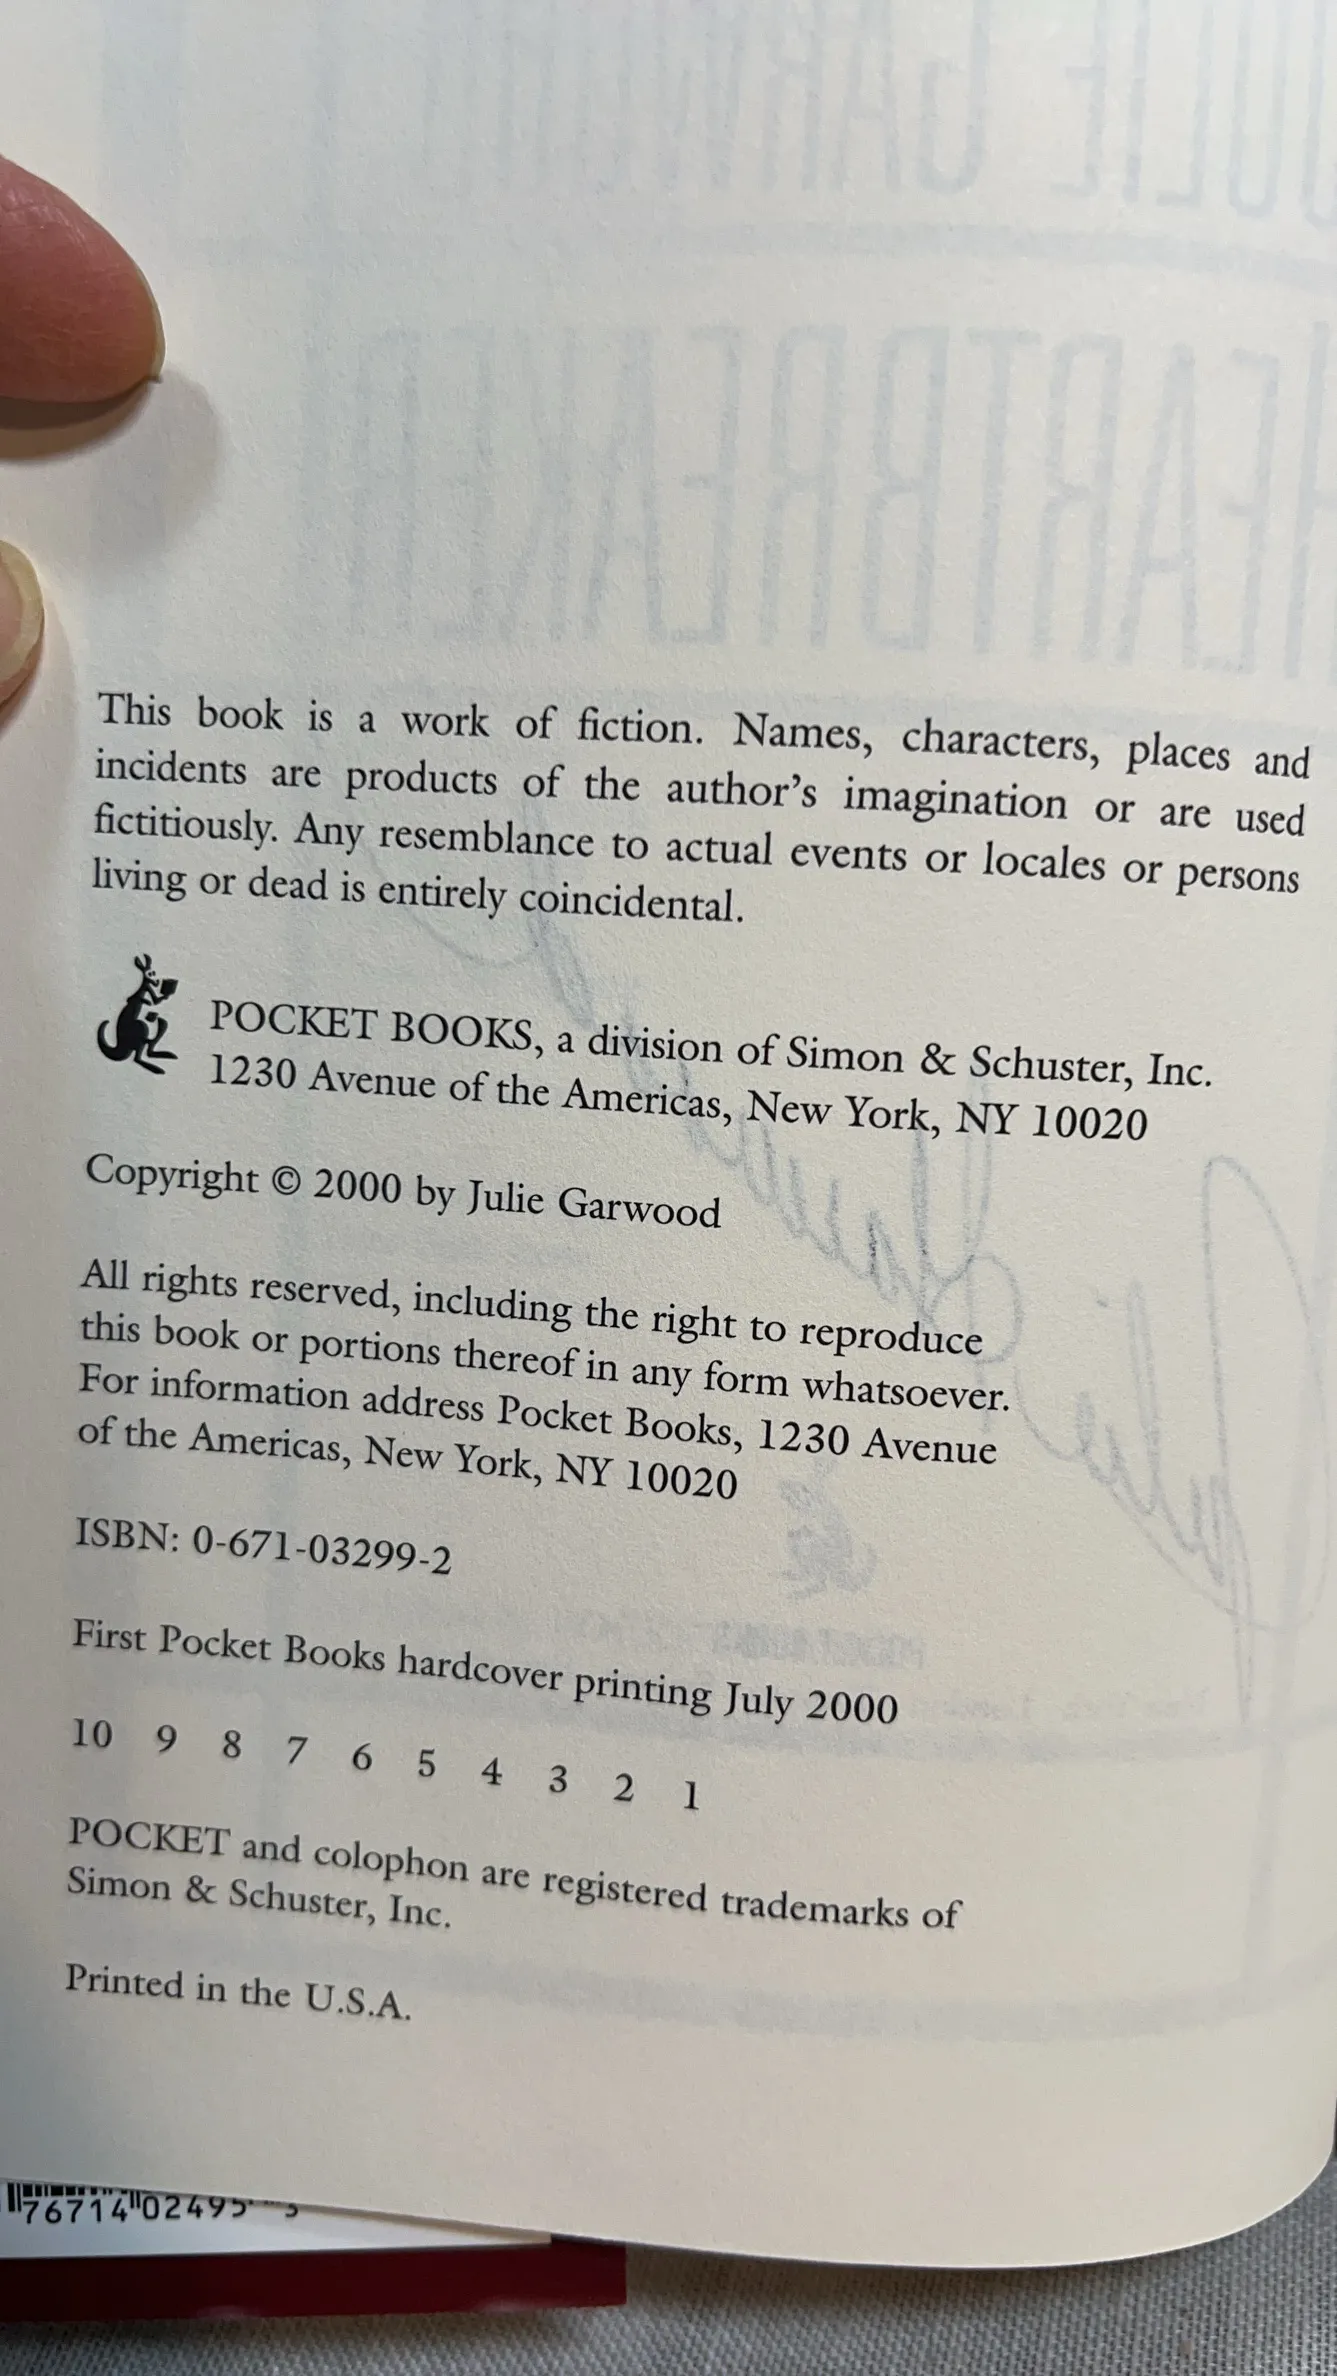 JULIE GARWOOD
HEARTBREAKER
This book is a work of fiction. Names, characters, places and
incidents are products of the author's imagination or are used
fictitiously. Any resemblance to actual events or locales or persons
living or dead is entirely coincidental.
POCKET BOOKS, a division of Simon & Schuster, Inc.
1230 Avenue of the Americas, New York, NY 10020
Copyright © 2000 by Julie Garwood
All rights reserved, including the right to reproduce
this book or portions thereof in any form whatsoever.
For information address Pocket Books, 1230 Avenue
of the Americas, New York, NY 10020
ISBN: 0-671-03299-2
First Pocket Books hardcover printing July 2000
10 9 8 7 6 5 4 3 2 1
POCKET and colophon are registered trademarks of
Simon & Schuster, Inc.
Printed in the U.S.A.
76714 02495